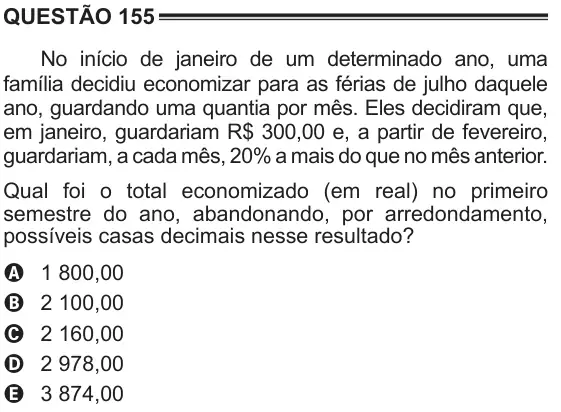 QUESTÃO 155
No início de janeiro de um determinado ano, uma
família decidiu economizar para as férias de julho daquele
ano, guardando uma quantia por mês. Eles decidiram que,
em janeiro, guardariam R$ 300,00 e, a partir de fevereiro,
guardariam, a cada mês, 20% a mais do que no mês anterior.
Qual foi o total economizado (em real) no primeiro
semestre do ano, abandonando, por arredondamento,
possíveis casas decimais nesse resultado?
A 1 800,00
B 2 100,00
C 2 160,00
D 2 978,00
E 3 874,00